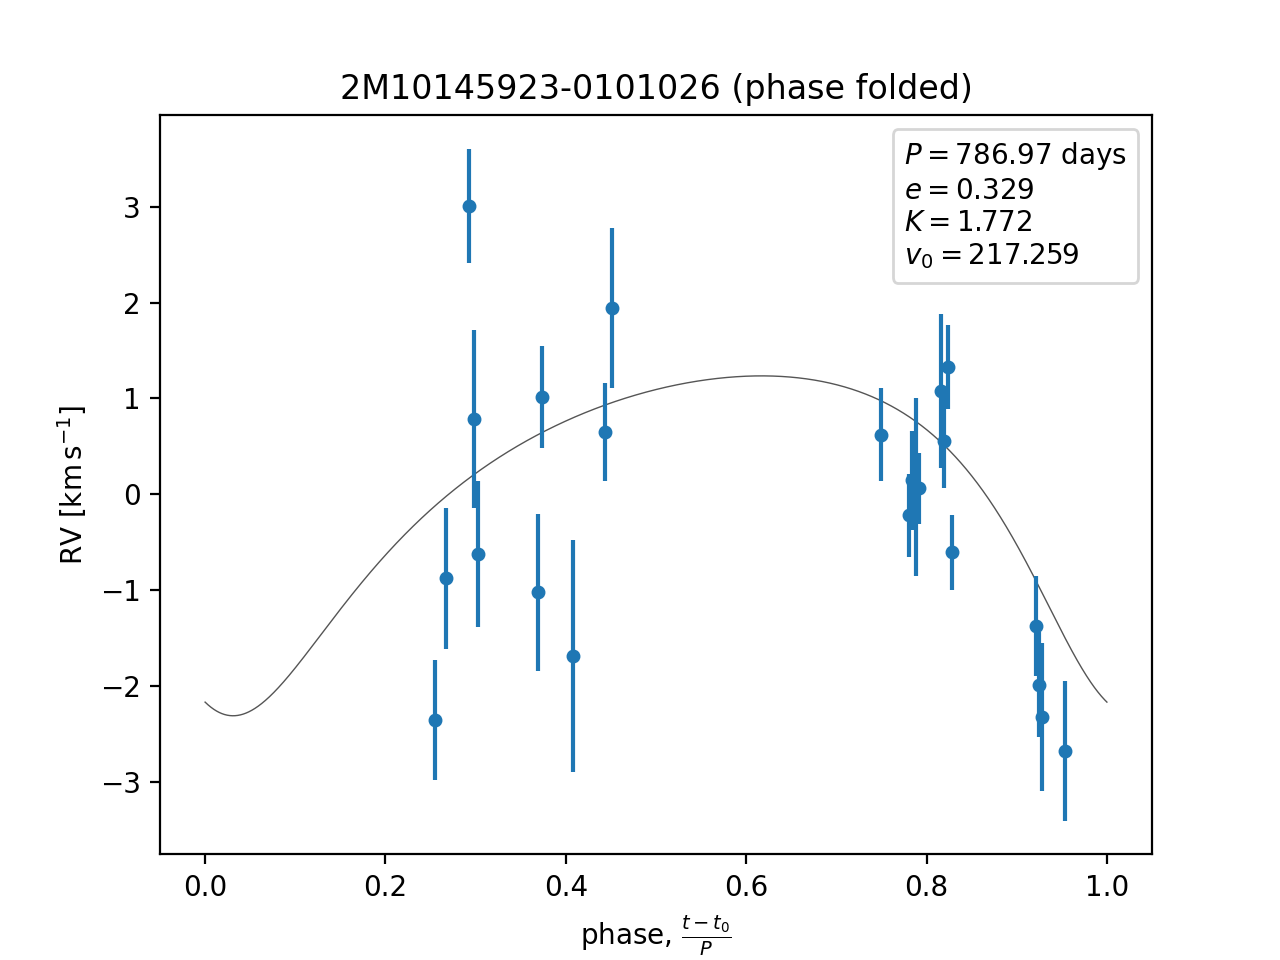 2M10145923-0101026 (phase folded)
P = 786.97 days
e = 0.329
K = 1.772
v₀ = 217.259
3
2
1
0
−1
−2
−3
RV [km s⁻¹]
0.0 0.2 0.4 0.6 0.8 1.0
phase, (t − t₀)/P